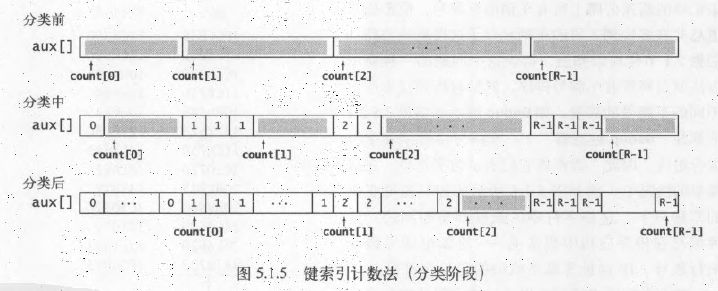 分类前
aux[]
count[0] count[1] count[2] count[R-1]
分类中
aux[] 0 1 1 1 2 2 R-1 R-1 R-1
count[0] count[1] count[2] count[R-1]
分类后
aux[] 0 ... 0 1 1 1 ... 1 2 2 ... 2 R-1 R-1 R-1 R-1
count[0] count[1] count[2] count[R-1]
图 5.1.5 键索引计数法（分类阶段）